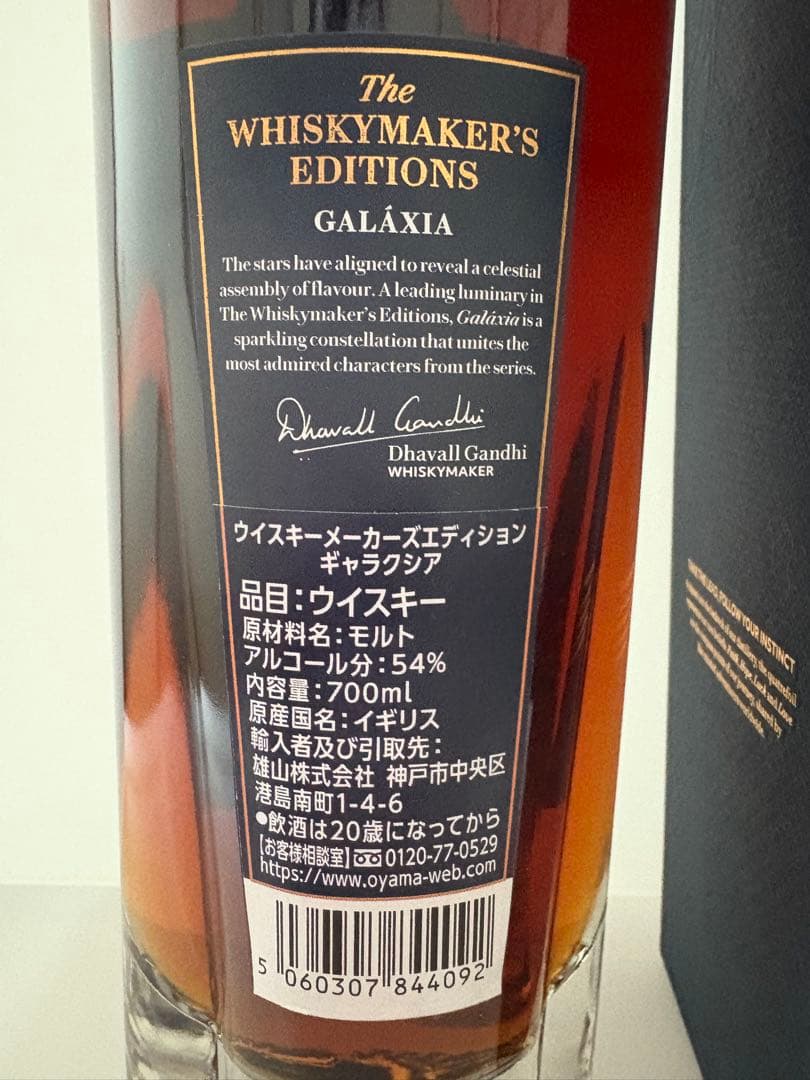 The
WHISKYMAKER'S
EDITIONS
GALÁXIA
The stars have aligned to reveal a celestial
assembly of flavour. A leading luminary in
The Whiskymaker's Editions, Galáxia is a
sparkling constellation that unites the
most admired characters from the series.
Dhavall Gandhi
Dhavall Gandhi
WHISKYMAKER
ウイスキーメーカーズエディション
ギャラクシア
品目：ウイスキー
原材料名：モルト
アルコール分：54%
内容量：700ml
原産国名：イギリス
輸入者及び引取先：
雄山株式会社 神戸市中央区
港島南町1-4-6
●飲酒は20歳になってから
【お客様相談室】0120-77-0529
https://www.oyama-web.com
5 060307 844092
TAKE THE LEAD, FOLLOW YOUR INSTINCT